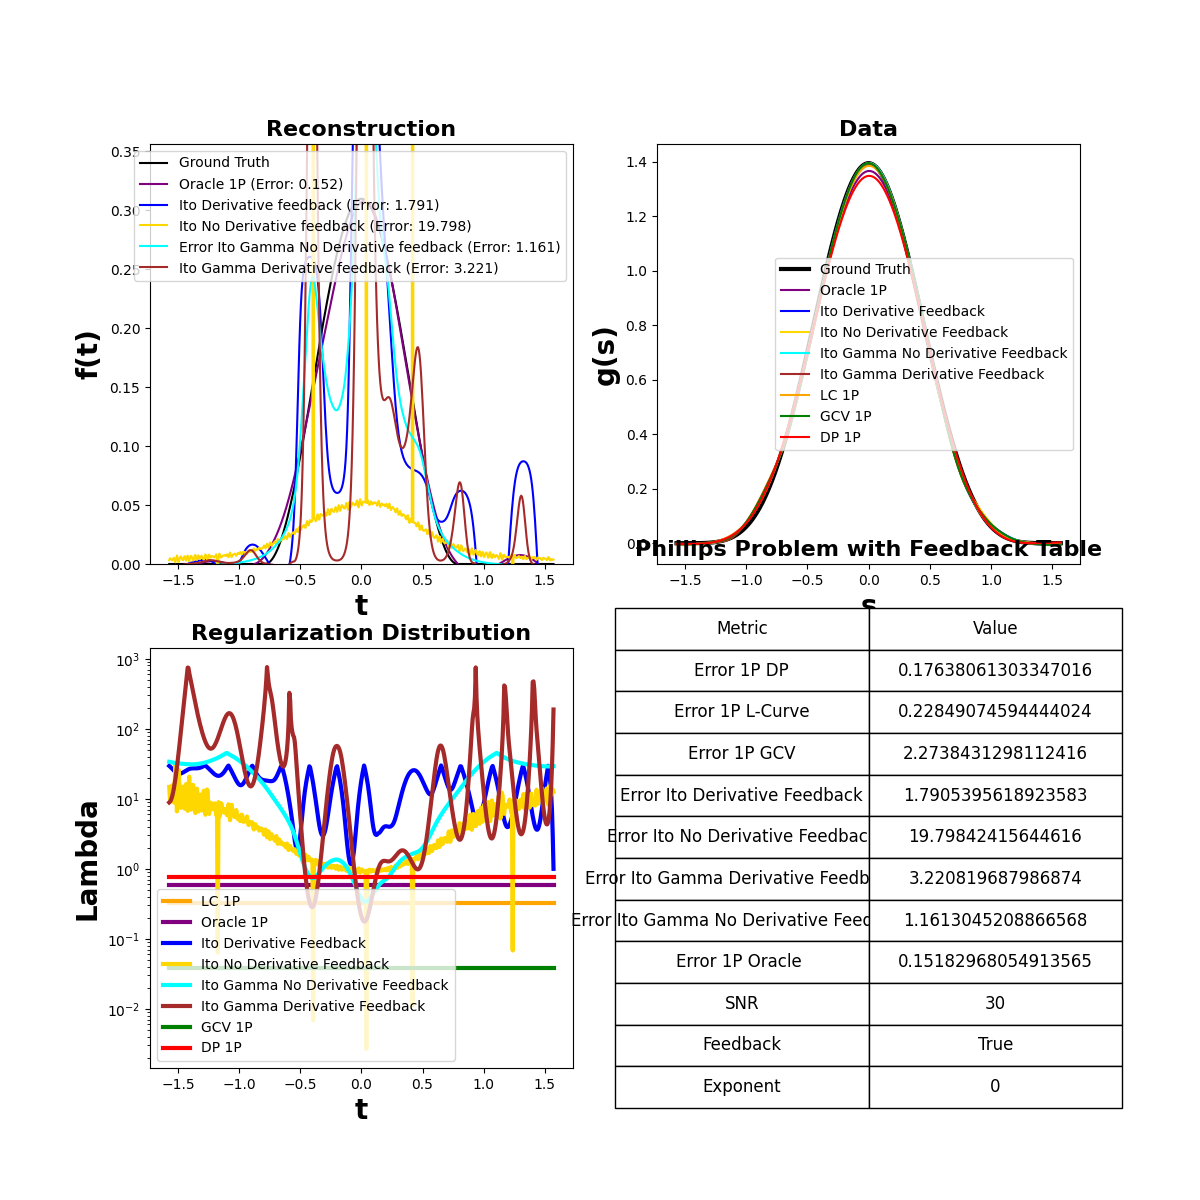 Reconstruction
0.35
0.30
0.25
0.20
0.15
0.10
0.05
0.00
f(t)
Ground Truth
Oracle 1P (Error: 0.152)
Ito Derivative feedback (Error: 1.791)
Ito No Derivative feedback (Error: 19.798)
Error Ito Gamma No Derivative feedback (Error: 1.161)
Ito Gamma Derivative feedback (Error: 3.221)
−1.5 −1.0 −0.5 0.0 0.5 1.0 1.5
t
Data
1.4
1.2
1.0
0.8
0.6
0.4
0.2
g(s)
Ground Truth
Oracle 1P
Ito Derivative Feedback
Ito No Derivative Feedback
Ito Gamma No Derivative Feedback
Ito Gamma Derivative Feedback
LC 1P
GCV 1P
DP 1P
−1.5 −1.0 −0.5 0.0 0.5 1.0 1.5
s
Regularization Distribution
10³
10²
10¹
10⁰
10⁻¹
10⁻²
Lambda
LC 1P
Oracle 1P
Ito Derivative Feedback
Ito No Derivative Feedback
Ito Gamma No Derivative Feedback
Ito Gamma Derivative Feedback
GCV 1P
DP 1P
−1.5 −1.0 −0.5 0.0 0.5 1.0 1.5
t
Phillips Problem with Feedback Table
Metric Value
Error 1P DP 0.17638061303347016
Error 1P L-Curve 0.22849074594444024
Error 1P GCV 2.2738431298112416
Error Ito Derivative Feedback 1.7905395618923583
Error Ito No Derivative Feedbac 19.79842415644616
Error Ito Gamma Derivative Feedb 3.220819687986874
Error Ito Gamma No Derivative Feed 1.1613045208866568
Error 1P Oracle 0.15182968054913565
SNR 30
Feedback True
Exponent 0